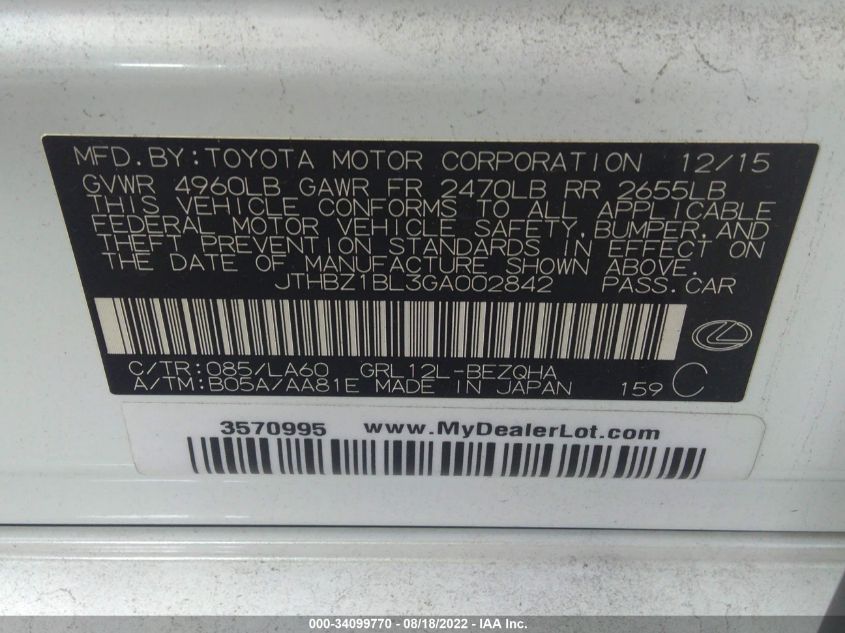 MFD. BY: TOYOTA MOTOR CORPORATION 12/15
GVWR 4960LB GAWR FR 2470LB RR 2655LB
THIS VEHICLE CONFORMS TO ALL APPLICABLE
FEDERAL MOTOR VEHICLE SAFETY, BUMPER, AND
THEFT PREVENTION STANDARDS IN EFFECT ON
THE DATE OF MANUFACTURE SHOWN ABOVE.
JTHBZ1BL3GA002842 PASS. CAR
C/TR: 085/LA60 GRL12L-BEZQHA
A/TM: B05A/AA81E MADE IN JAPAN 159 C
3570995 www.MyDealerLot.com
000-34099770 - 08/18/2022 - IAA Inc.